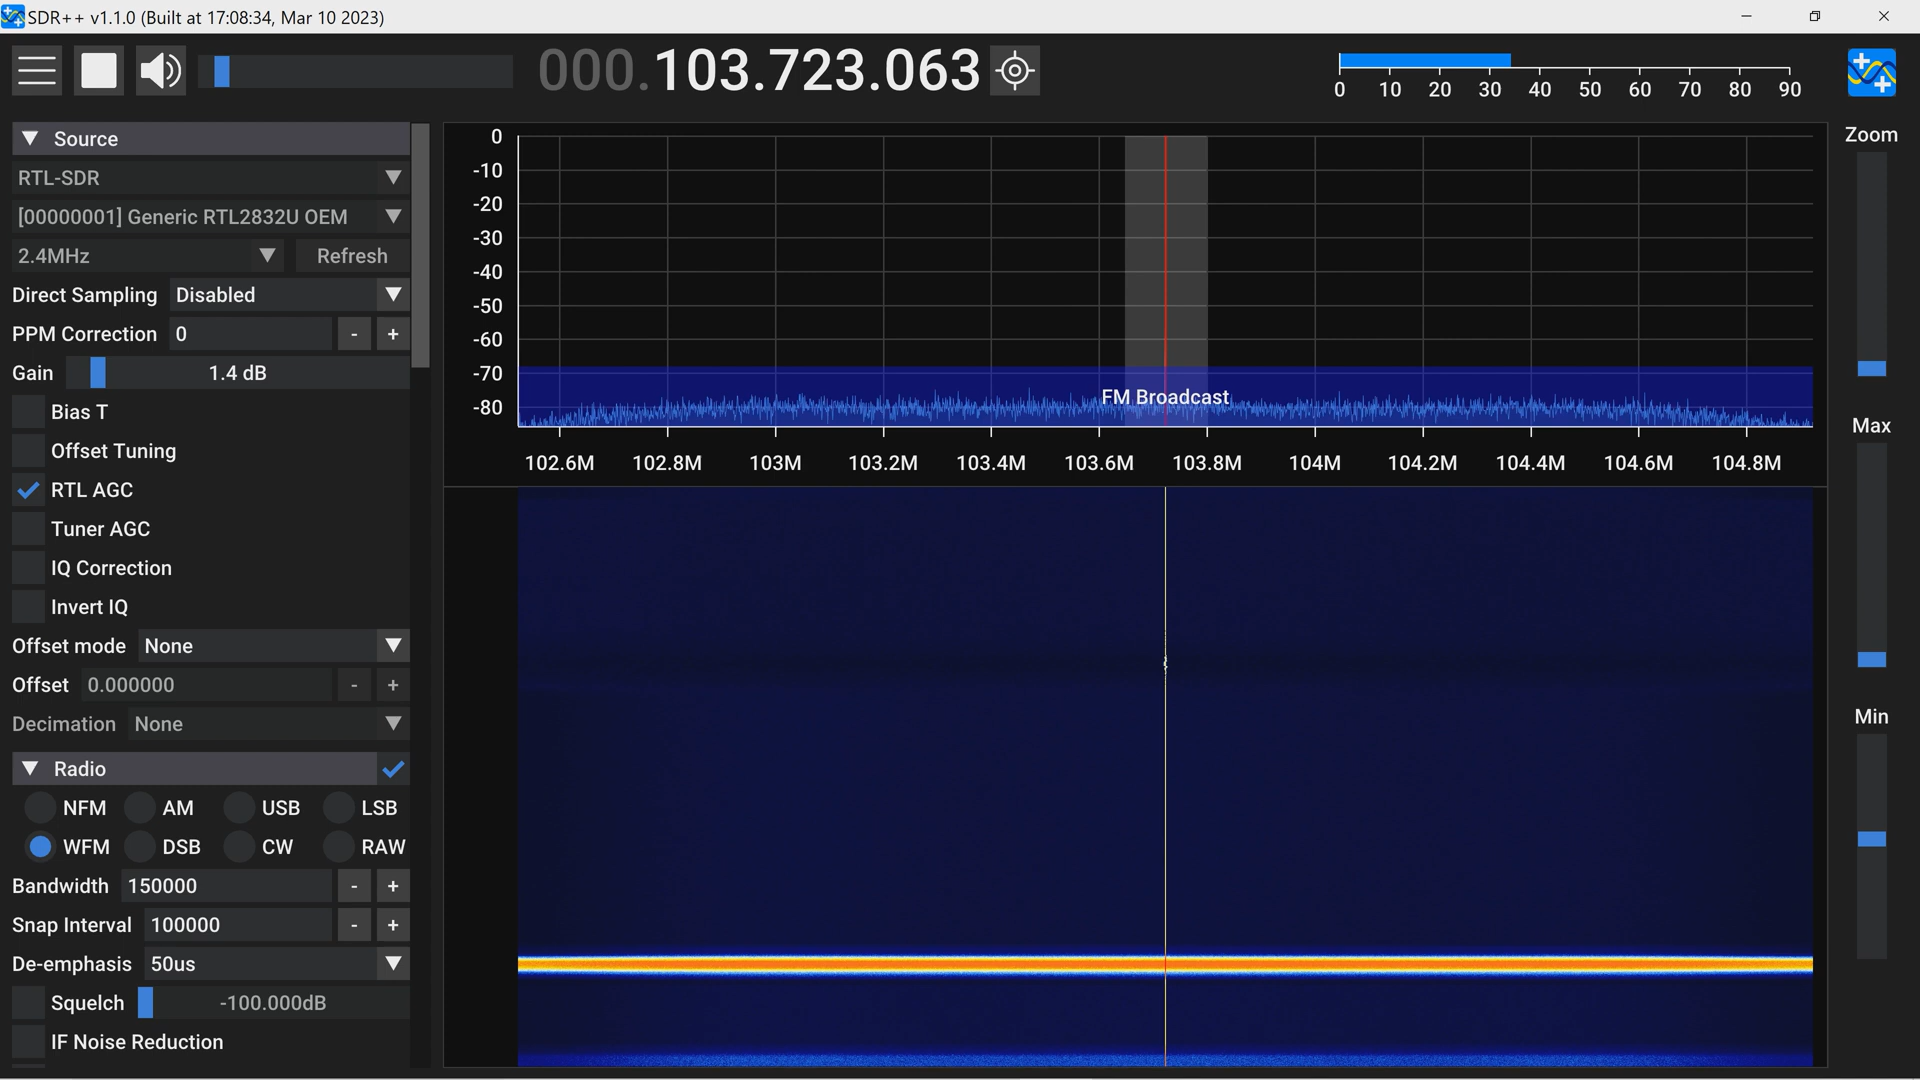 SDR++ v1.1.0 (Built at 17:08:34, Mar 10 2023)
000.103.723.063
0 10 20 30 40 50 60 70 80 90
Source
RTL-SDR
[00000001] Generic RTL2832U OEM
2.4MHz Refresh
Direct Sampling Disabled
PPM Correction 0 - +
Gain 1.4 dB
Bias T
Offset Tuning
RTL AGC
Tuner AGC
IQ Correction
Invert IQ
Offset mode None
Offset 0.000000 - +
Decimation None
Radio
NFM AM USB LSB
WFM DSB CW RAW
Bandwidth 150000 - +
Snap Interval 100000 - +
De-emphasis 50us
Squelch -100.000dB
IF Noise Reduction
0
-10
-20
-30
-40
-50
-60
-70
-80
FM Broadcast
102.6M 102.8M 103M 103.2M 103.4M 103.6M 103.8M 104M 104.2M 104.4M 104.6M 104.8M
Zoom
Max
Min